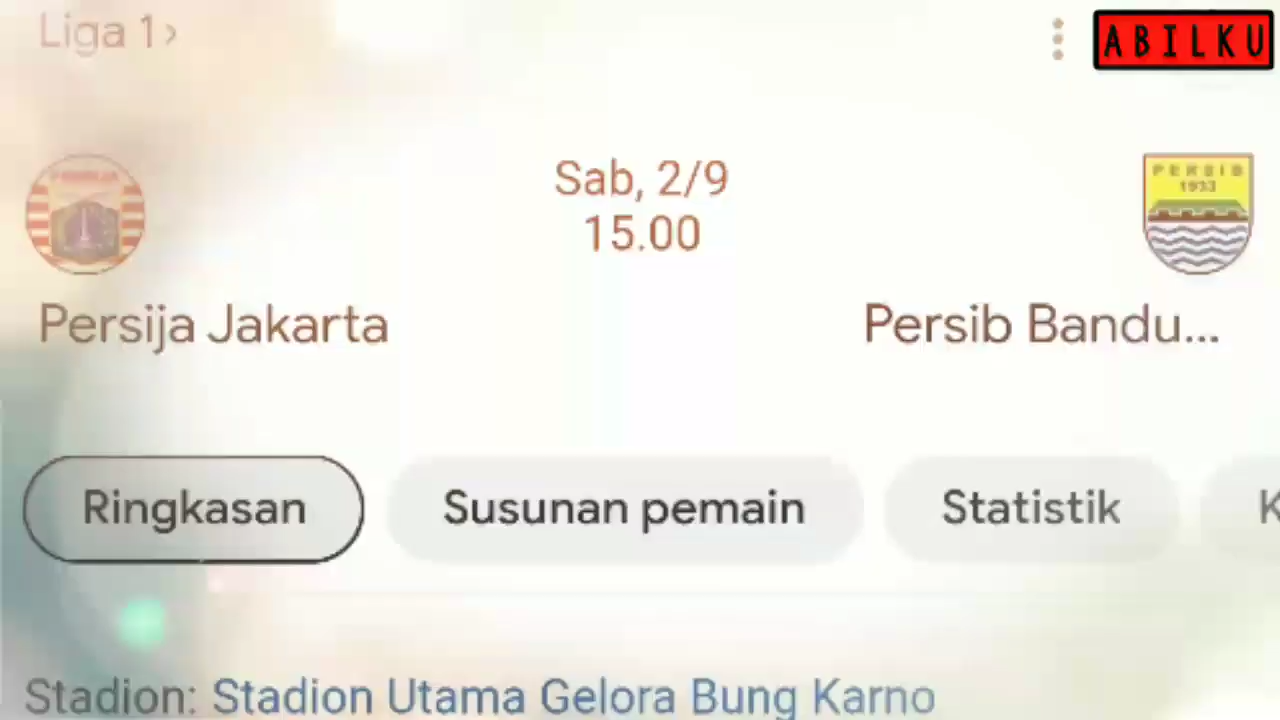 Liga 1 ›
ABILKU
Sab, 2/9
15.00
PERSIJA
PERSIB
1933
Persija Jakarta
Persib Bandu...
Ringkasan
Susunan pemain
Statistik
K
Stadion: Stadion Utama Gelora Bung Karno